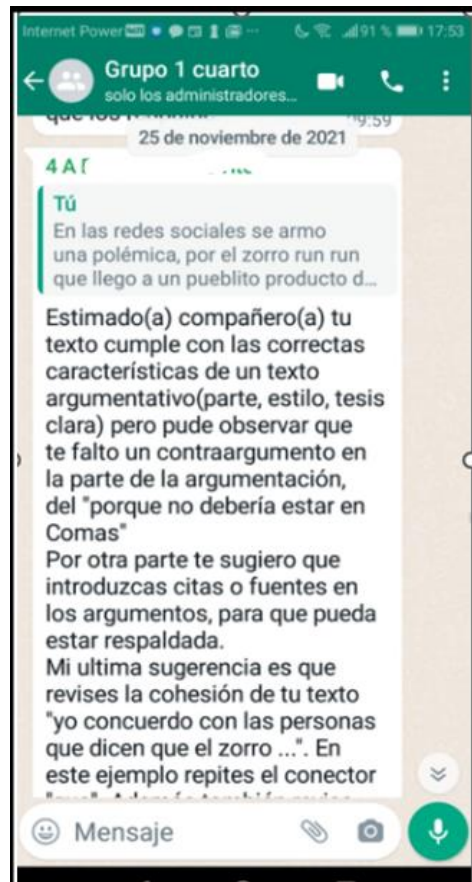 Internet Power
91 % 17:53
Grupo 1 cuarto
solo los administradores...
que los
09:59
25 de noviembre de 2021
4 A
Tú
En las redes sociales se armo
una polémica, por el zorro run run
que llego a un pueblito producto d...
Estimado(a) compañero(a) tu
texto cumple con las correctas
características de un texto
argumentativo(parte, estilo, tesis
clara) pero pude observar que
te falto un contraargumento en
la parte de la argumentación,
del "porque no debería estar en
Comas"
Por otra parte te sugiero que
introduzcas citas o fuentes en
los argumentos, para que pueda
estar respaldada.
Mi ultima sugerencia es que
revises la cohesión de tu texto
"yo concuerdo con las personas
que dicen que el zorro ...". En
este ejemplo repites el conector
Mensaje